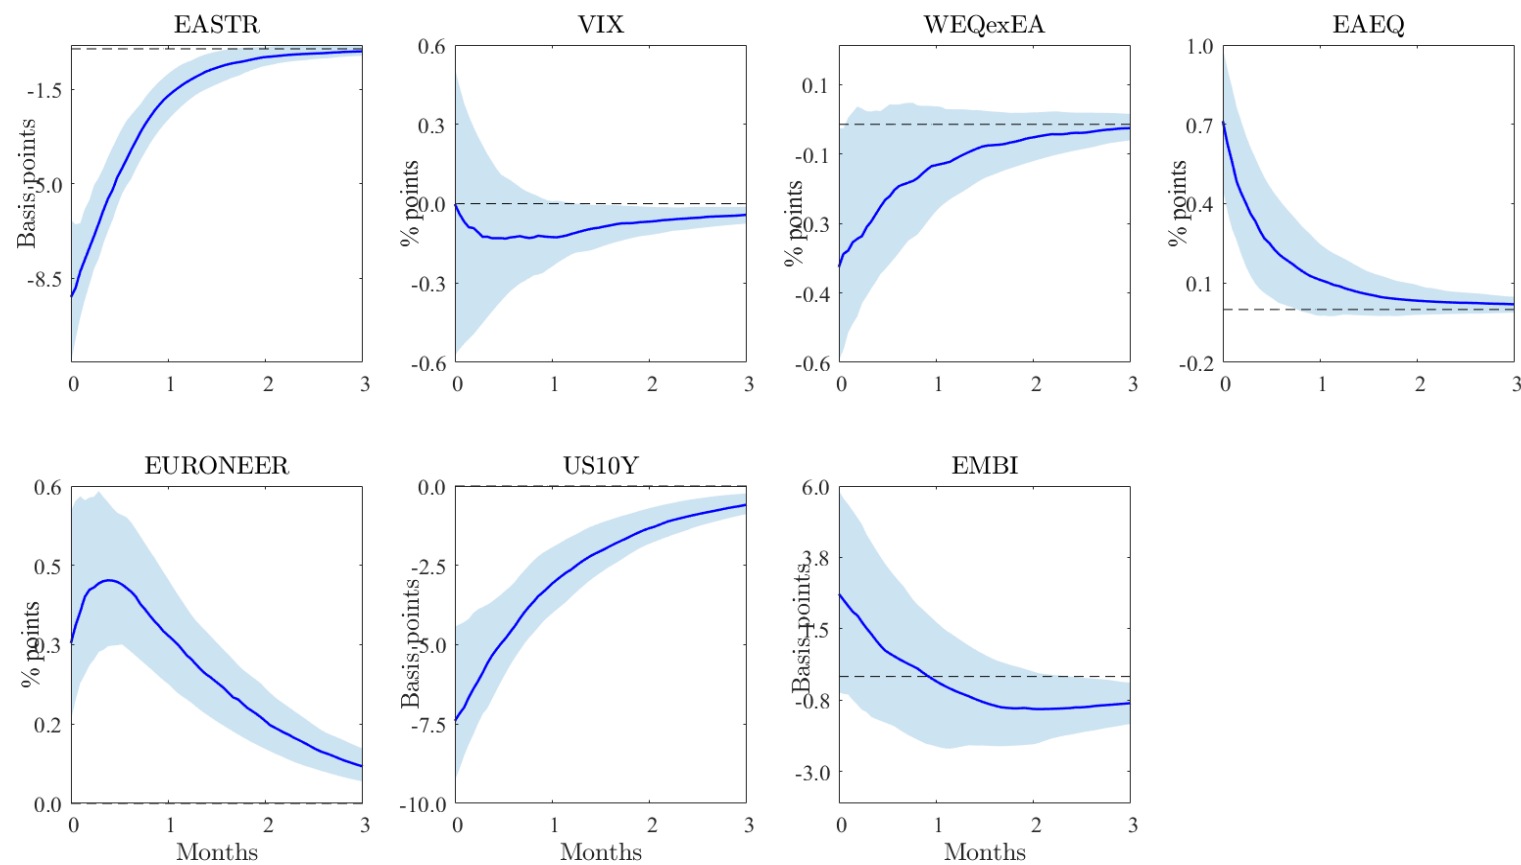 EASTR
Basis points
-1.5
-5.0
-8.5
0 1 2 3
VIX
% points
0.6
0.3
0.0
-0.3
-0.6
0 1 2 3
WEQexEA
% points
0.1
-0.1
-0.3
-0.4
-0.6
0 1 2 3
EAEQ
% points
1.0
0.7
0.4
0.1
-0.2
0 1 2 3
EURONEER
% points
0.6
0.5
0.3
0.2
0.0
0 1 2 3
Months
US10Y
Basis points
0.0
-2.5
-5.0
-7.5
-10.0
0 1 2 3
Months
EMBI
Basis points
6.0
3.8
1.5
-0.8
-3.0
0 1 2 3
Months